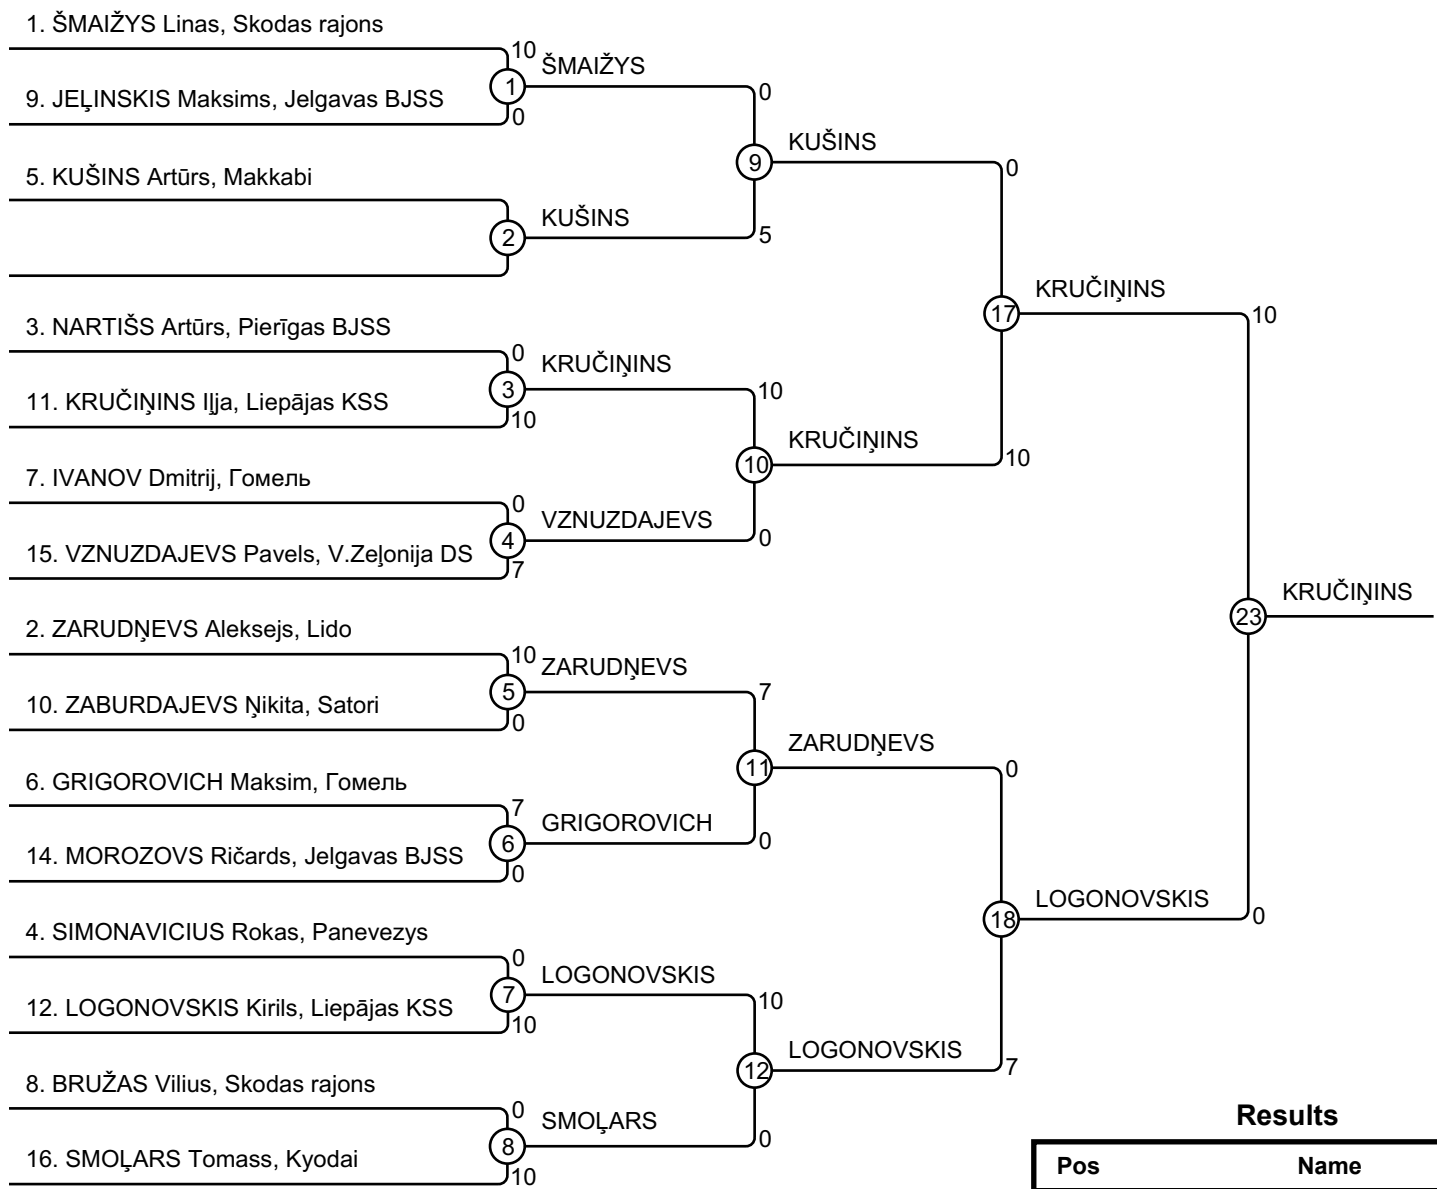 1. ŠMAIŽYS Linas, Skodas rajons
10
ŠMAIŽYS
1
9. JEĻINSKIS Maksims, Jelgavas BJSS
0
0
KUŠINS
9
5. KUŠINS Artūrs, Makkabi
0
KUŠINS
2
5
KRUČIŅINS
17
10
3. NARTIŠS Artūrs, Pierīgas BJSS
0
KRUČIŅINS
3
10
11. KRUČIŅINS Iļja, Liepājas KSS
10
KRUČIŅINS
10
10
7. IVANOV Dmitrij, Гомель
0
VZNUZDAJEVS
4
0
15. VZNUZDAJEVS Pavels, V.Zeļonija DS
7
KRUČIŅINS
23
2. ZARUDŅEVS Aleksejs, Lido
10
ZARUDŅEVS
5
7
10. ZABURDAJEVS Ņikita, Satori
0
ZARUDŅEVS
11
0
6. GRIGOROVICH Maksim, Гомель
7
GRIGOROVICH
6
0
14. MOROZOVS Ričards, Jelgavas BJSS
0
LOGONOVSKIS
18
0
4. SIMONAVICIUS Rokas, Panevezys
0
LOGONOVSKIS
7
10
12. LOGONOVSKIS Kirils, Liepājas KSS
10
LOGONOVSKIS
12
7
8. BRUŽAS Vilius, Skodas rajons
0
SMOĻARS
8
0
16. SMOĻARS Tomass, Kyodai
10
Results
Pos Name